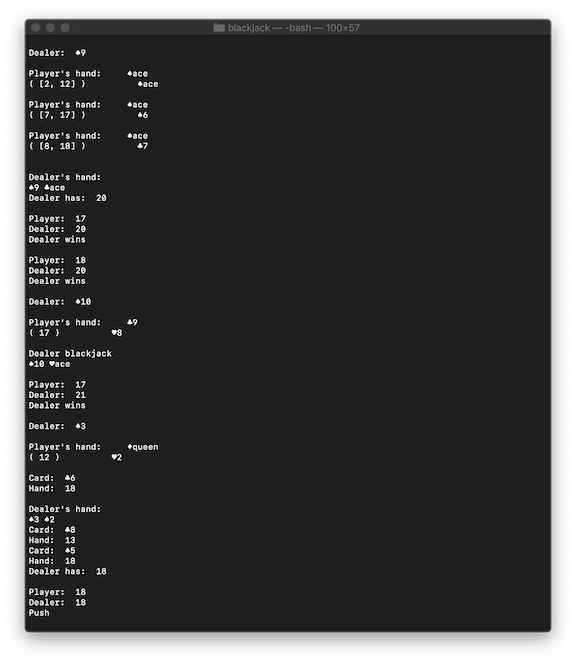 blackjack — -bash — 100×57
Dealer:  ♠9
Player's hand:     ♠ace
( [2, 12] )          ♠ace
Player's hand:     ♠ace
( [7, 17] )          ♠6
Player's hand:     ♠ace
( [8, 18] )          ♣7
Dealer's hand:
♠9 ♣ace
Dealer has:  20
Player:  17
Dealer:  20
Dealer wins
Player:  18
Dealer:  20
Dealer wins
Dealer:  ♠10
Player's hand:     ♣9
( 17 )          ♥8
Dealer blackjack
♠10 ♥ace
Player:  17
Dealer:  21
Dealer wins
Dealer:  ♠3
Player's hand:     ♦queen
( 12 )          ♥2
Card:  ♣6
Hand:  18
Dealer's hand:
♠3 ♠2
Card:  ♣8
Hand:  13
Card:  ♠5
Hand:  18
Dealer has:  18
Player:  18
Dealer:  18
Push